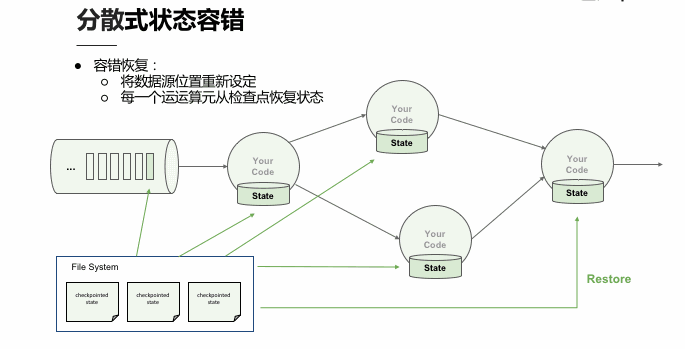 分散式状态容错
● 容错恢复：
○ 将数据源位置重新设定
○ 每一个运运算元从检查点恢复状态
Your
Code
State
...
Your
Code
State
Your
Code
State
Your
Code
State
File System
checkpointed
state
checkpointed
state
checkpointed
state
Restore